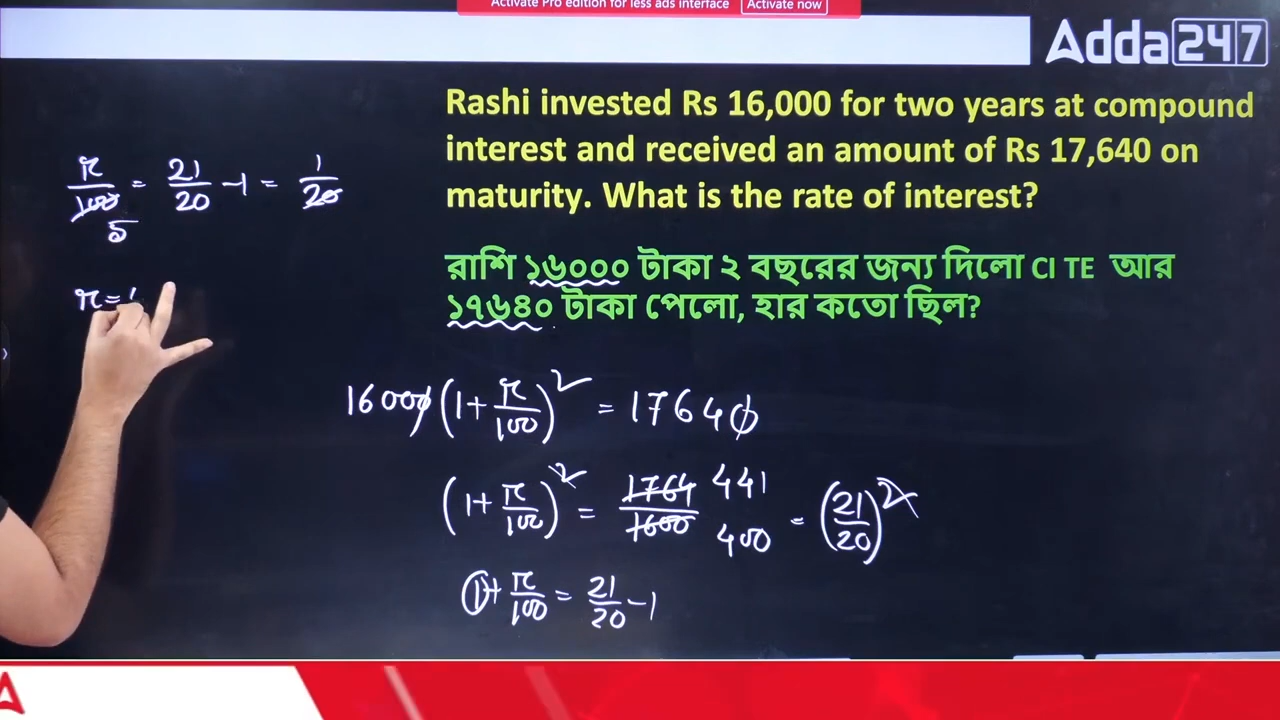 Activate Pro edition for less ads interface Activate now
Adda 247
Rashi invested Rs 16,000 for two years at compound
interest and received an amount of Rs 17,640 on
maturity. What is the rate of interest?
রাশি ১৬০০০ টাকা ২ বছরের জন্য দিলো CI TE আর
১৭৬৪০ টাকা পেলো, হার কতো ছিল?
r/100 = 21/20 - 1 = 1/20
5
r =
16000 (1 + r/100)² = 17640
(1 + r/100)² = 1764/1600 441/400 = (21/20)²
1 + r/100 = 21/20 - 1